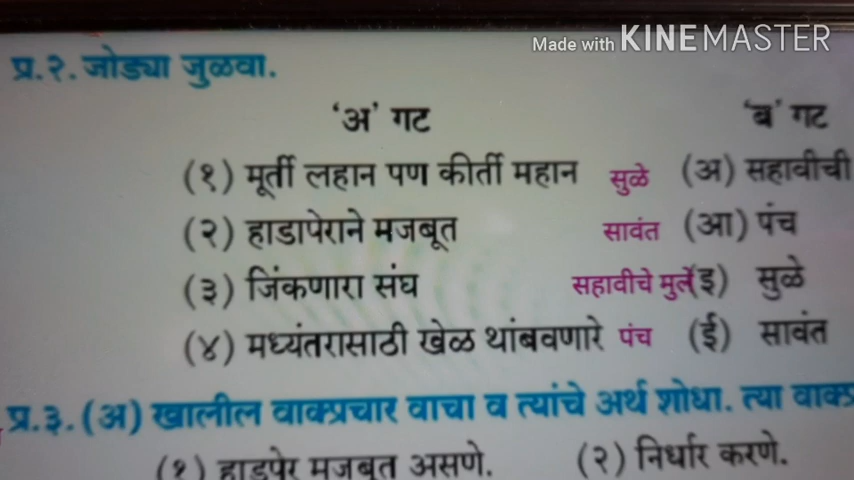 Made with KINEMASTER
प्र.२. जोड्या जुळवा.
'अ' गट 'ब' गट
(१) मूर्ती लहान पण कीर्ती महान सुळे (अ) सहावीची
(२) हाडापेराने मजबूत सावंत (आ) पंच
(३) जिंकणारा संघ सहावीचे मुले (इ) सुळे
(४) मध्यंतरासाठी खेळ थांबवणारे पंच (ई) सावंत
प्र.३. (अ) खालील वाक्प्रचार वाचा व त्यांचे अर्थ शोधा. त्या
(१) हाडपेर मजबूत असणे. (२) निर्धार करणे.